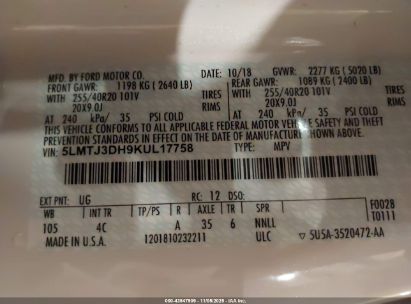 MFD. BY FORD MOTOR CO. DATE: 10/18 GVWR: 2277 KG (5020 LB)
FRONT GAWR: 1198 KG (2640 LB) REAR GAWR: 1089 KG (2400 LB)
WITH 255/40R20 101V TIRES WITH 255/40R20 101V TIRES
20X9.0J RIMS 20X9.0J RIMS
AT 240 kPa/ 35 PSI COLD AT 240 kPa/ 35 PSI COLD
THIS VEHICLE CONFORMS TO ALL APPLICABLE FEDERAL MOTOR VEHICLE SAFETY AND THEFT
PREVENTION STANDARDS IN EFFECT ON THE DATE OF MANUFACTURE SHOWN ABOVE.
VIN: 5LMTJ3DH9KUL17758 TYPE: MPV
EXT PNT: UG RC: 12 DSO: F0028
WB INT TR A AXLE TR SPR T0111
105 4C 35 6 NNLL
MADE IN U.S.A. 1201810232211 ULC ▽5U5A-3520472-AA